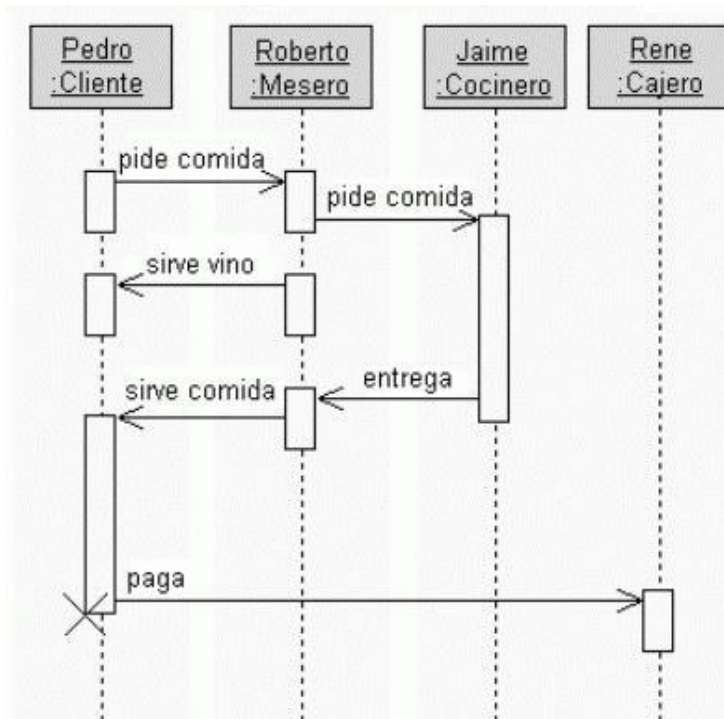 Pedro
:Cliente
Roberto
:Mesero
Jaime
:Cocinero
Rene
:Cajero
pide comida
pide comida
sirve vino
entrega
sirve comida
paga